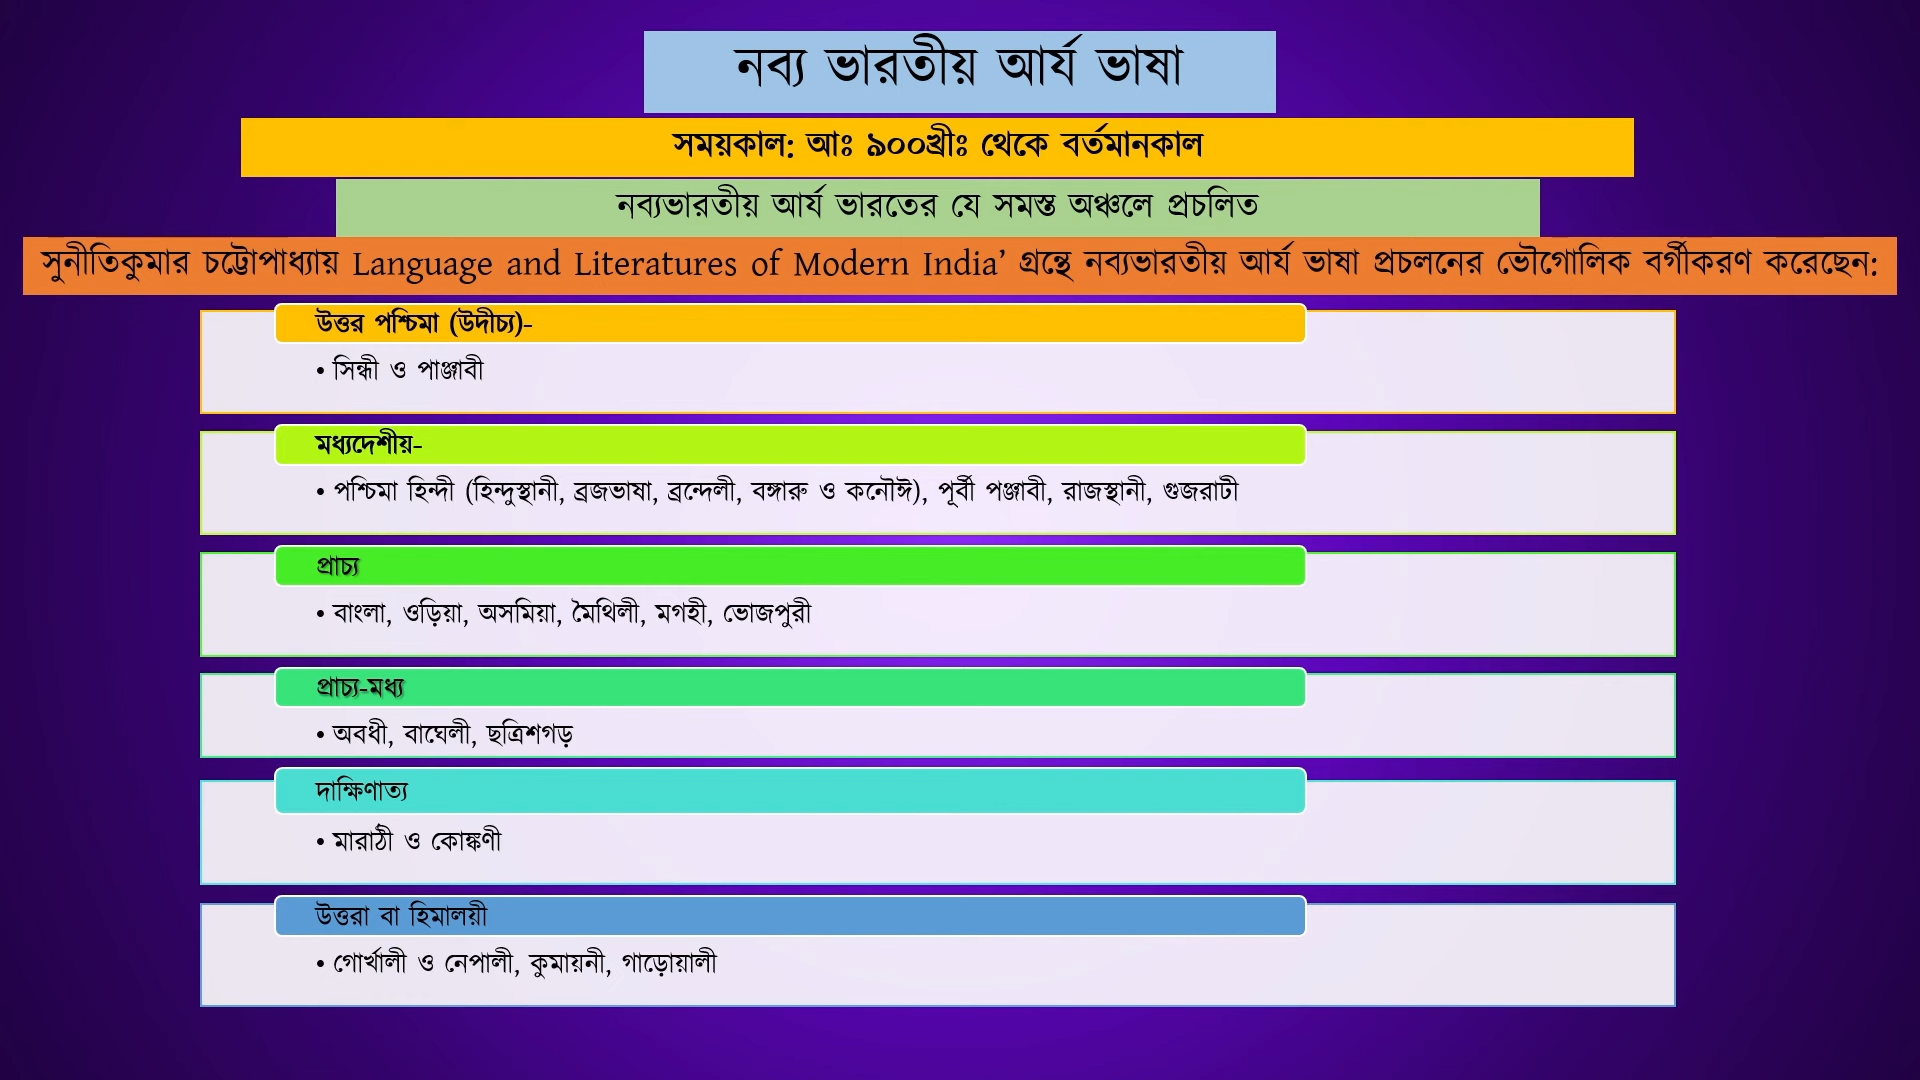 নব্য ভারতীয় আর্য ভাষা
সময়কাল: আঃ ৯০০খ্রীঃ থেকে বর্তমানকাল
নব্যভারতীয় আর্য ভারতের যে সমস্ত অঞ্চলে প্রচলিত
সুনীতিকুমার চট্টোপাধ্যায় Language and Literatures of Modern India’ গ্রন্থে নব্যভারতীয় আর্য ভাষা প্রচলনের ভৌগোলিক বর্গীকরণ করেছেন:
উত্তর পশ্চিমা (উদীচ্য)-
• সিন্ধী ও পাঞ্জাবী
মধ্যদেশীয়-
• পশ্চিমা হিন্দী (হিন্দুস্থানী, ব্রজভাষা, ব্রন্দেলী, বঙ্গারু ও কনৌঈ), পূর্বী পঞ্জাবী, রাজস্থানী, গুজরাটী
প্রাচ্য
• বাংলা, ওড়িয়া, অসমিয়া, মৈথিলী, মগহী, ভোজপুরী
প্রাচ্য-মধ্য
• অবধী, বাঘেলী, ছত্রিশগড়
দাক্ষিণাত্য
• মারাঠী ও কোঙ্কণী
উত্তরা বা হিমালয়ী
• গোর্খালী ও নেপালী, কুমায়নী, গাড়োয়ালী